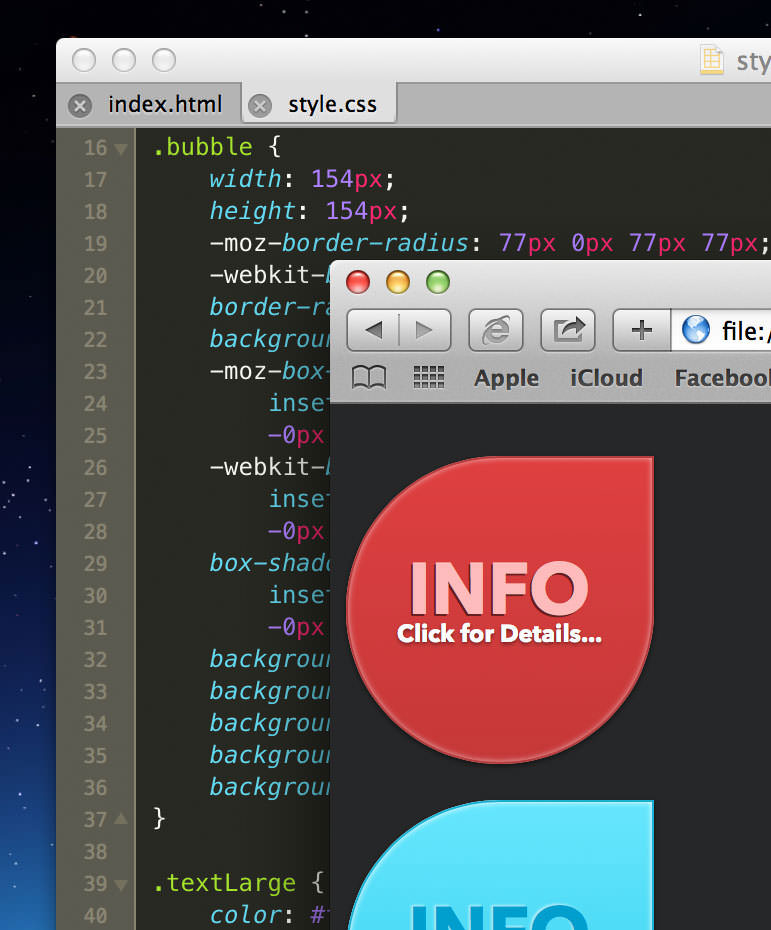 sty
index.html
style.css
16 .bubble {
17 width: 154px;
18 height: 154px;
19 -moz-border-radius: 77px 0px 77px 77px;
20 -webkit-
21 border-ra
22 backgrou
23 -moz-box-
24 inse
25 -0px
26 -webkit-
27 inse
28 -0px
29 box-shad
30 inse
31 -0px
32 backgrou
33 backgrou
34 backgrou
35 backgrou
36 backgrou
37 }
38
39 .textLarge {
40 color: #
file:/
Apple iCloud Facebook
INFO
Click for Details...
INFO